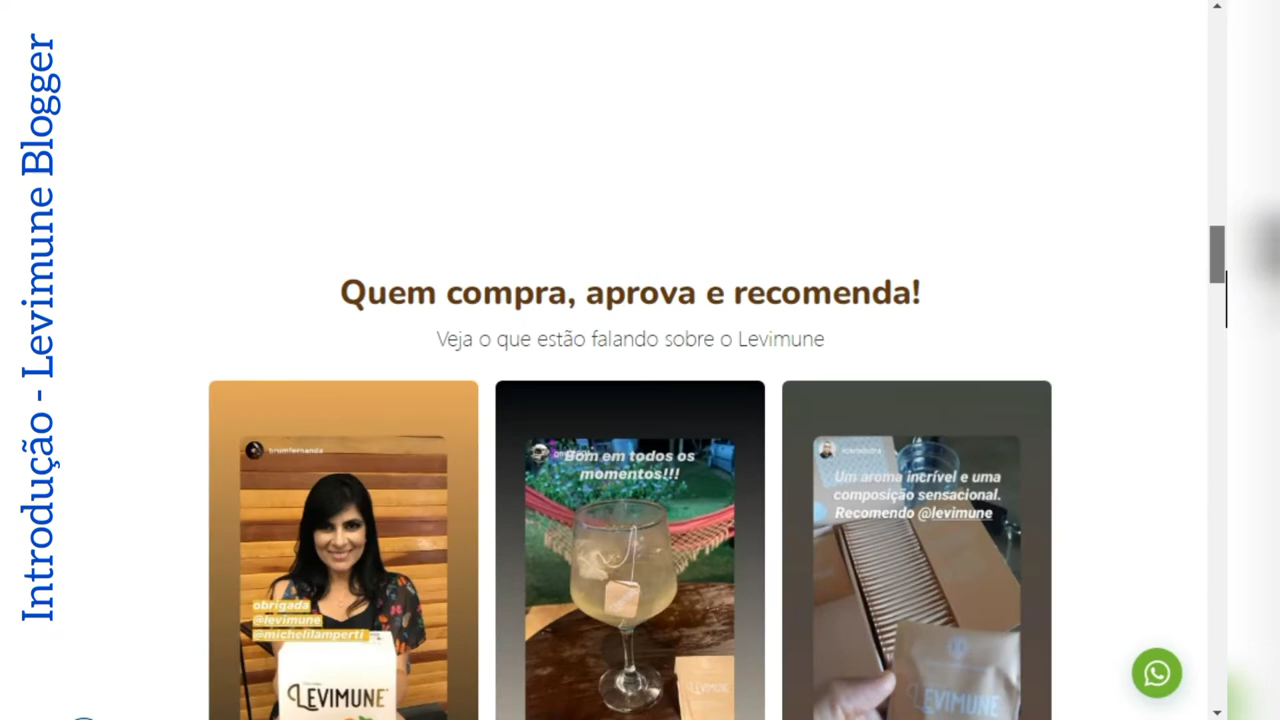 Introdução - Levimune Blogger
Quem compra, aprova e recomenda!
Veja o que estão falando sobre o Levimune
brumfernanda
obrigada
@levimune
@michelilamperti
LEVIMUNE
Bom em todos os
momentos!!!
LEVIMUNE
Um aroma incrível e uma
composição sensacional.
Recomendo @levimune
LEVIMUNE